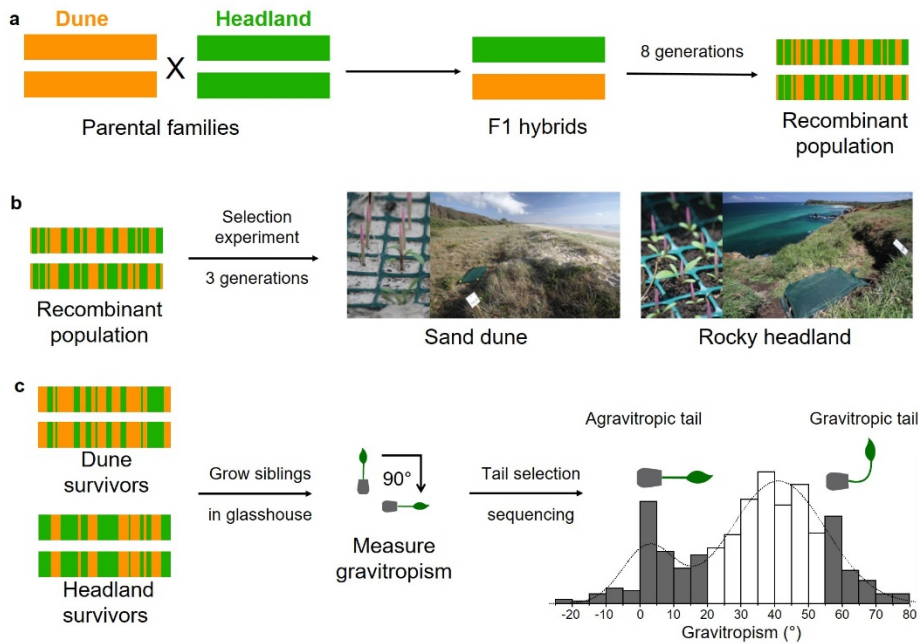 a
Dune
Headland
X
8 generations
Parental families
F1 hybrids
Recombinant
population
b
Selection
experiment
3 generations
Recombinant
population
Sand dune
Rocky headland
c
Dune
survivors
Headland
survivors
Grow siblings
in glasshouse
90°
Measure
gravitropism
Tail selection
sequencing
Agravitropic tail
Gravitropic tail
-20 -10 0 10 20 30 40 50 60 70 80
Gravitropism (°)